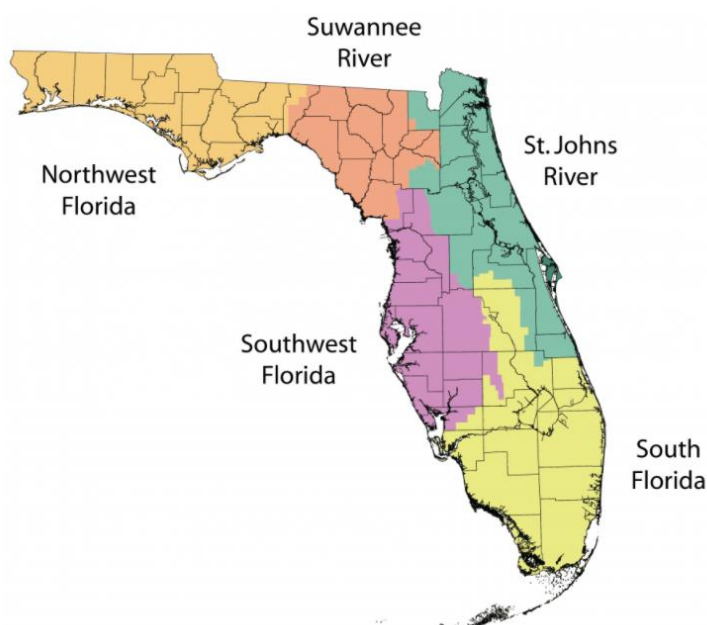 Suwannee
River
St. Johns
River
Northwest
Florida
Southwest
Florida
South
Florida